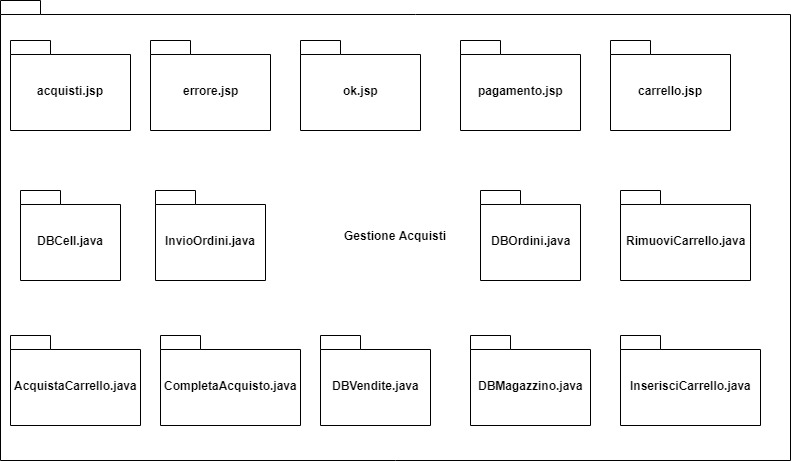 acquisti.jsp
errore.jsp
ok.jsp
pagamento.jsp
carrello.jsp
DBCell.java
InvioOrdini.java
Gestione Acquisti
DBOrdini.java
RimuoviCarrello.java
AcquistaCarrello.java
CompletaAcquisto.java
DBVendite.java
DBMagazzino.java
InserisciCarrello.java